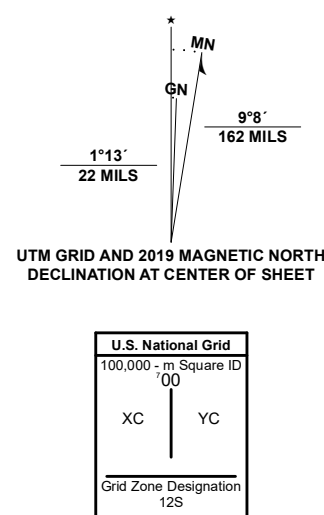 ★
MN
GN
9°8´
162 MILS
1°13´
22 MILS
UTM GRID AND 2019 MAGNETIC NORTH
DECLINATION AT CENTER OF SHEET
U.S. National Grid
100,000 - m Square ID
⁷00
XC YC
Grid Zone Designation
12S